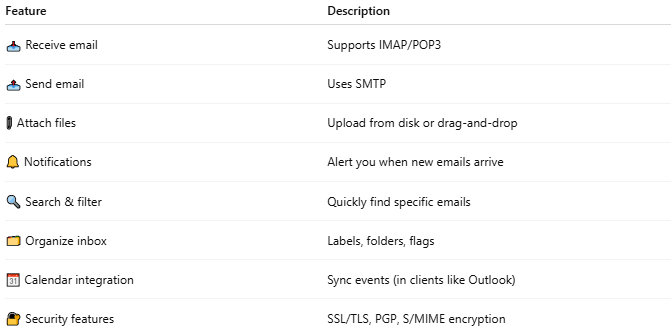 Feature Description
📥 Receive email Supports IMAP/POP3
📤 Send email Uses SMTP
📎 Attach files Upload from disk or drag-and-drop
🔔 Notifications Alert you when new emails arrive
🔍 Search & filter Quickly find specific emails
🗂️ Organize inbox Labels, folders, flags
📅 Calendar integration Sync events (in clients like Outlook)
🔐 Security features SSL/TLS, PGP, S/MIME encryption